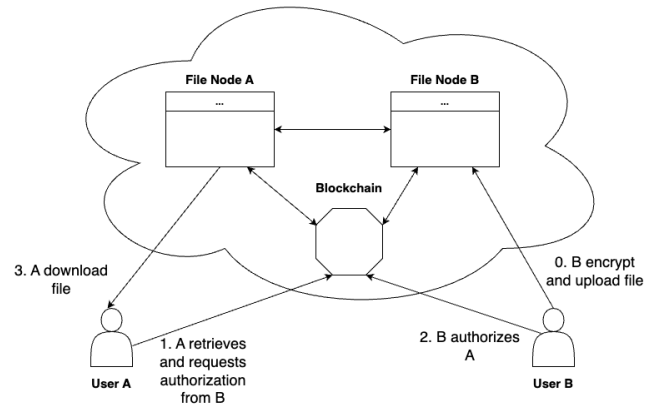 File Node A
File Node B
...
...
Blockchain
3. A download
file
0. B encrypt
and upload file
1. A retrieves
and requests
authorization
from B
2. B authorizes
A
User A
User B